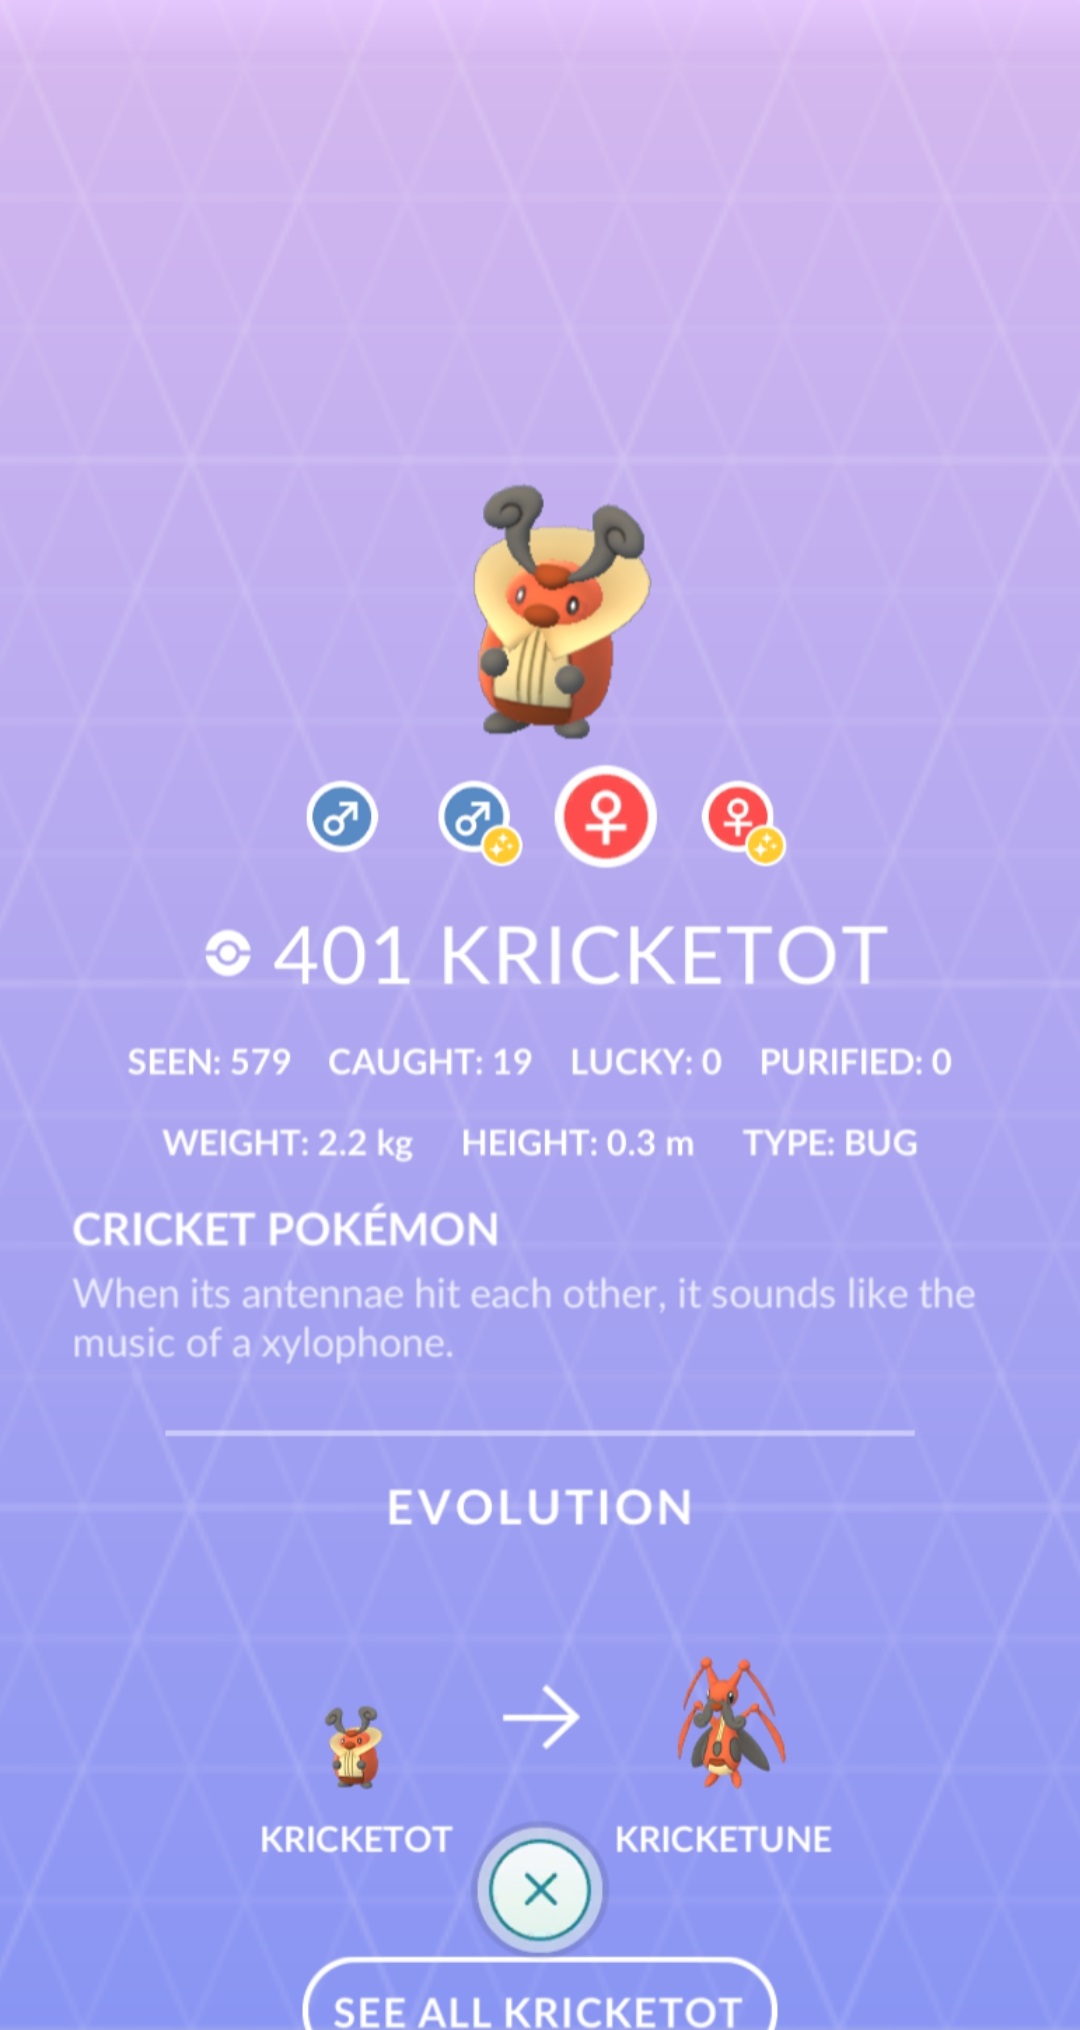 401 KRICKETOT
SEEN: 579 CAUGHT: 19 LUCKY: 0 PURIFIED: 0
WEIGHT: 2.2 kg HEIGHT: 0.3 m TYPE: BUG
CRICKET POKÉMON
When its antennae hit each other, it sounds like the
music of a xylophone.
EVOLUTION
KRICKETOT KRICKETUNE
SEE ALL KRICKETOT